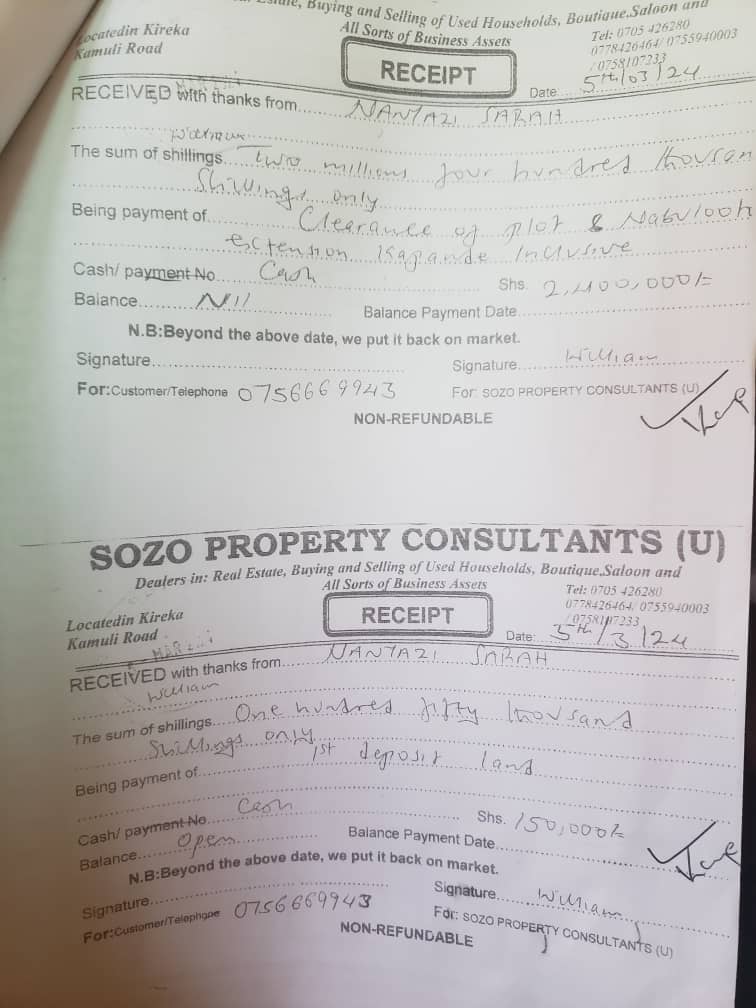 Estate, Buying and Selling of Used Households, Boutique.Saloon and
All Sorts of Business Assets
Locatedin Kireka
Kamuli Road
Tel: 0705 426280
0778426464/ 0755940003
/ 0758107233
RECEIPT
Date.... 5th/03/24
RECEIVED with thanks from NANYAZI SARAH
The sum of shillings Two millions four hundred thousan
Shillings only
Being payment of Clearance of plot &
extention Kapande Inclusive
Cash/ payment No. Cash Shs. 2,400,000/=
Balance Nil Balance Payment Date
N.B:Beyond the above date, we put it back on market.
Signature Signature William
For:Customer/Telephone 0756669943 For: SOZO PROPERTY CONSULTANTS (U)
NON-REFUNDABLE
SOZO PROPERTY CONSULTANTS (U)
Dealers in: Real Estate, Buying and Selling of Used Households, Boutique.Saloon and
All Sorts of Business Assets
Locatedin Kireka
Kamuli Road
Tel: 0705 426280
0778426464/ 0755940003
/ 0758107233
RECEIPT
Date: 5th/3/24
RECEIVED with thanks from NANYAZI SARAH
William
The sum of shillings One hundred fifty thousand
Shillings only
Being payment of 1st deposit land
Cash/ payment No. Cash Shs. 150,000/=
Balance Open Balance Payment Date
N.B:Beyond the above date, we put it back on market.
Signature Signature William
For:Customer/Telephone 0756669943 For: SOZO PROPERTY CONSULTANTS (U)
NON-REFUNDABLE